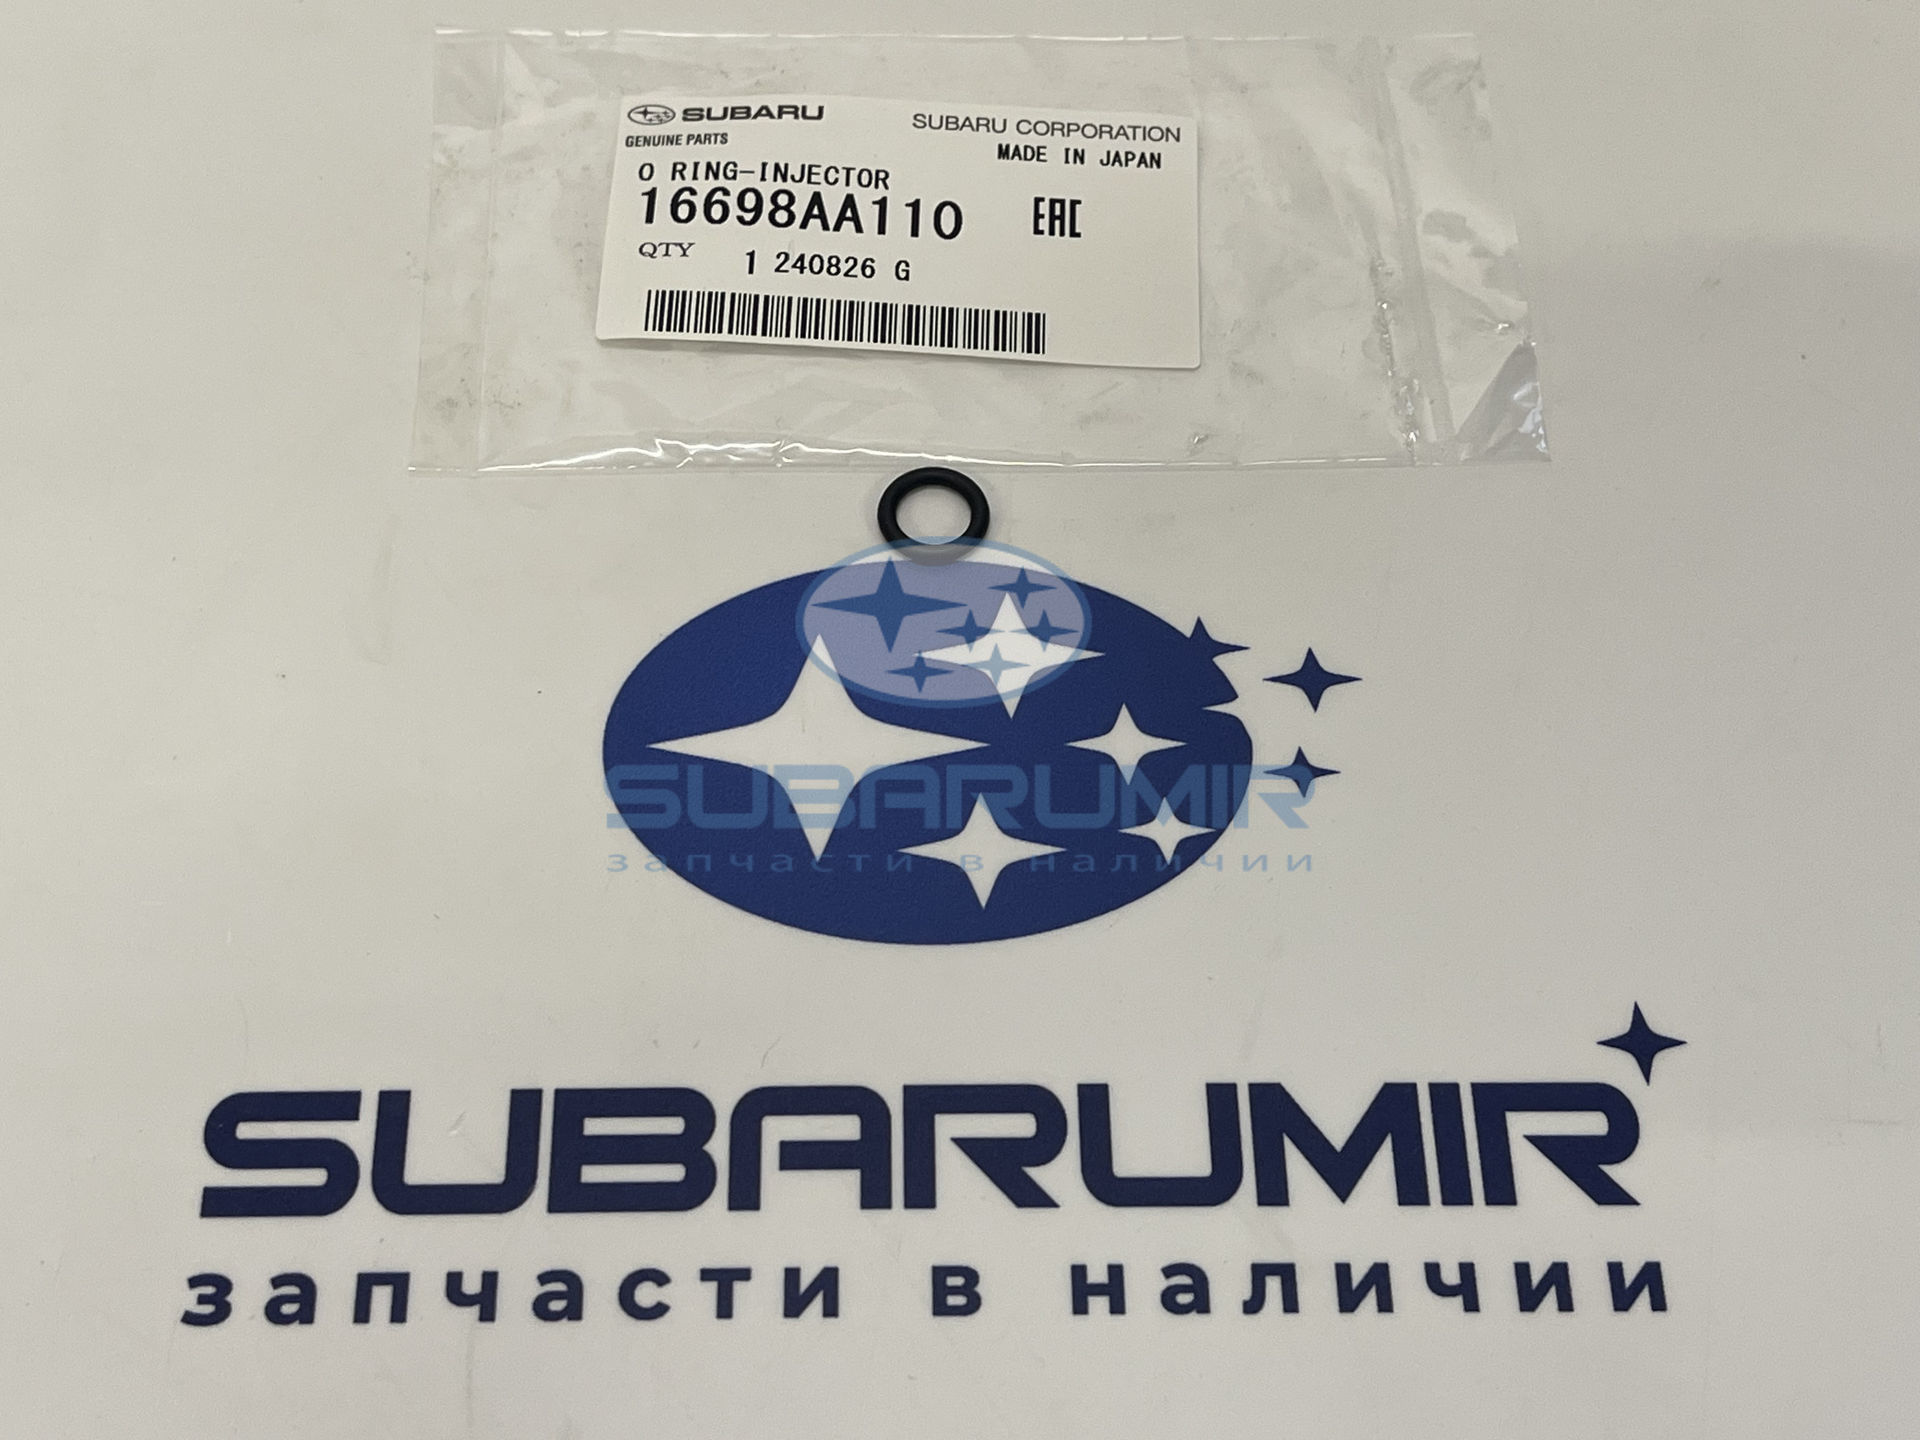 SUBARU
GENUINE PARTS
SUBARU CORPORATION
MADE IN JAPAN
O RING-INJECTOR
16698AA110
EAC
QTY 1 240826 G
SUBARUMIR
запчасти в наличии
SUBARUMIR
запчасти в наличии